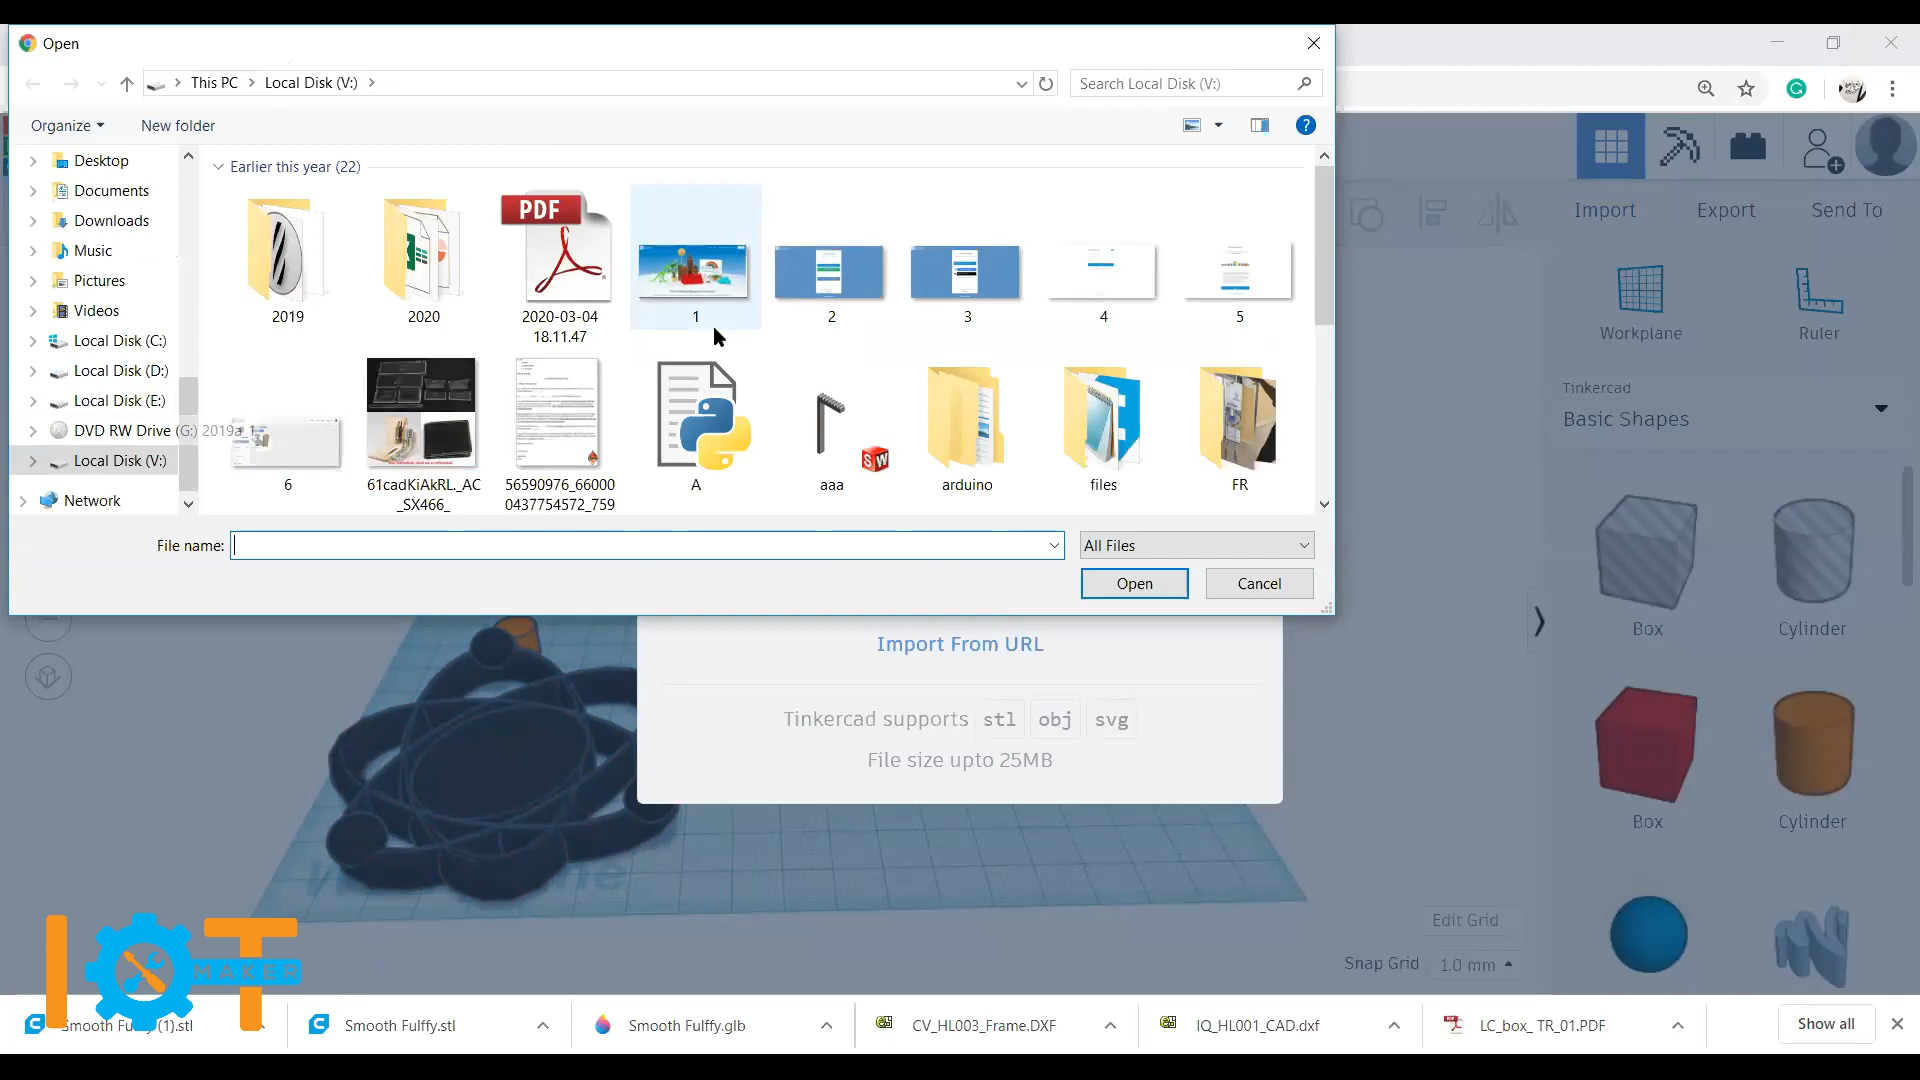 Open
This PC
Local Disk (V:)
Search Local Disk (V:)
Organize
New folder
?
Desktop
Documents
Downloads
Music
Pictures
Videos
Local Disk (C:)
Local Disk (D:)
Local Disk (E:)
DVD RW Drive (G:) 2019a_1
Local Disk (V:)
Network
Earlier this year (22)
2019
2020
PDF
2020-03-04
18.11.47
1
2
3
4
5
6
61cadKiAkRL._AC
_SX466_
56590976_66000
0437754572_759
A
SW
aaa
arduino
files
FR
File name:
All Files
Open
Cancel
Import
Export
Send To
Workplane
Ruler
Tinkercad
Basic Shapes
Box
Cylinder
Box
Cylinder
Import From URL
Tinkercad supports stl obj svg
File size upto 25MB
Edit Grid
Snap Grid
1.0 mm
IOT
MAKER
Smooth Fulffy.stl
Smooth Fulffy.glb
CV_HL003_Frame.DXF
IQ_HL001_CAD.dxf
LC_box_ TR_01.PDF
Show all